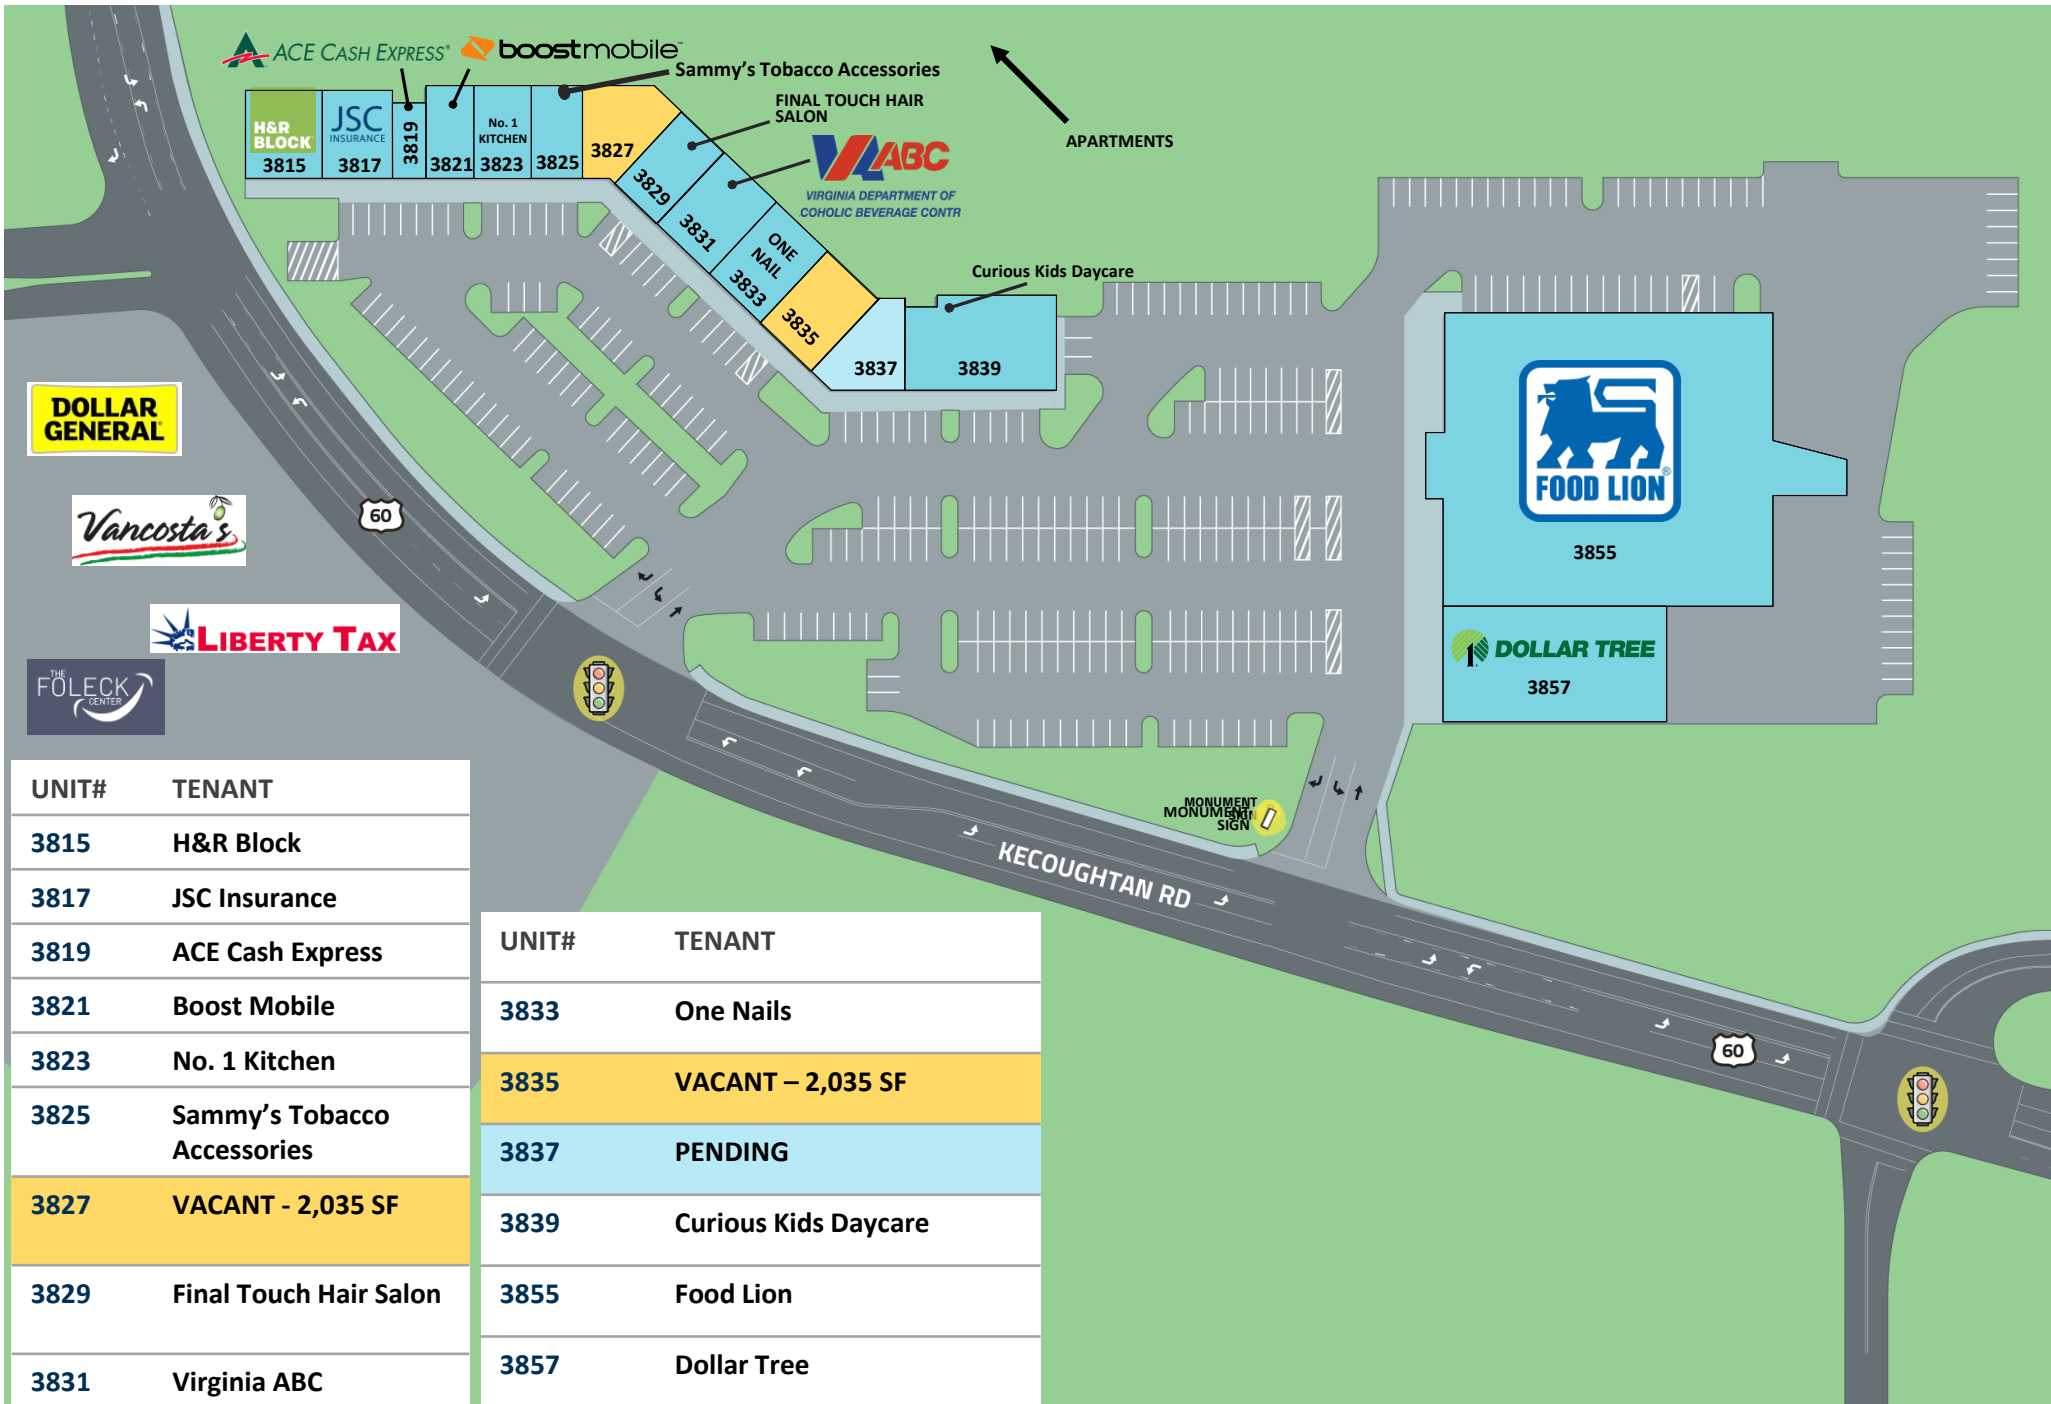 ACE CASH EXPRESS®
boostmobile™
Sammy's Tobacco Accessories
FINAL TOUCH HAIR
SALON
ABC
VIRGINIA DEPARTMENT OF
COHOLIC BEVERAGE CONTR
APARTMENTS
H&R
BLOCK
3815
JSC
INSURANCE
3817
3819
3821
No. 1
KITCHEN
3823
3825
3827
3829
3831
ONE
NAIL
3833
3835
3837
Curious Kids Daycare
3839
FOOD LION®
3855
DOLLAR TREE
3857
DOLLAR
GENERAL
Vancosta's
LIBERTY TAX
THE
FOLECK
CENTER
60
MONUMENT
SIGN
MONUMENT
SIGN
KECOUGHTAN RD
60
UNIT# TENANT
3815 H&R Block
3817 JSC Insurance
3819 ACE Cash Express
3821 Boost Mobile
3823 No. 1 Kitchen
3825 Sammy's Tobacco
Accessories
3827 VACANT - 2,035 SF
3829 Final Touch Hair Salon
3831 Virginia ABC
UNIT# TENANT
3833 One Nails
3835 VACANT – 2,035 SF
3837 PENDING
3839 Curious Kids Daycare
3855 Food Lion
3857 Dollar Tree